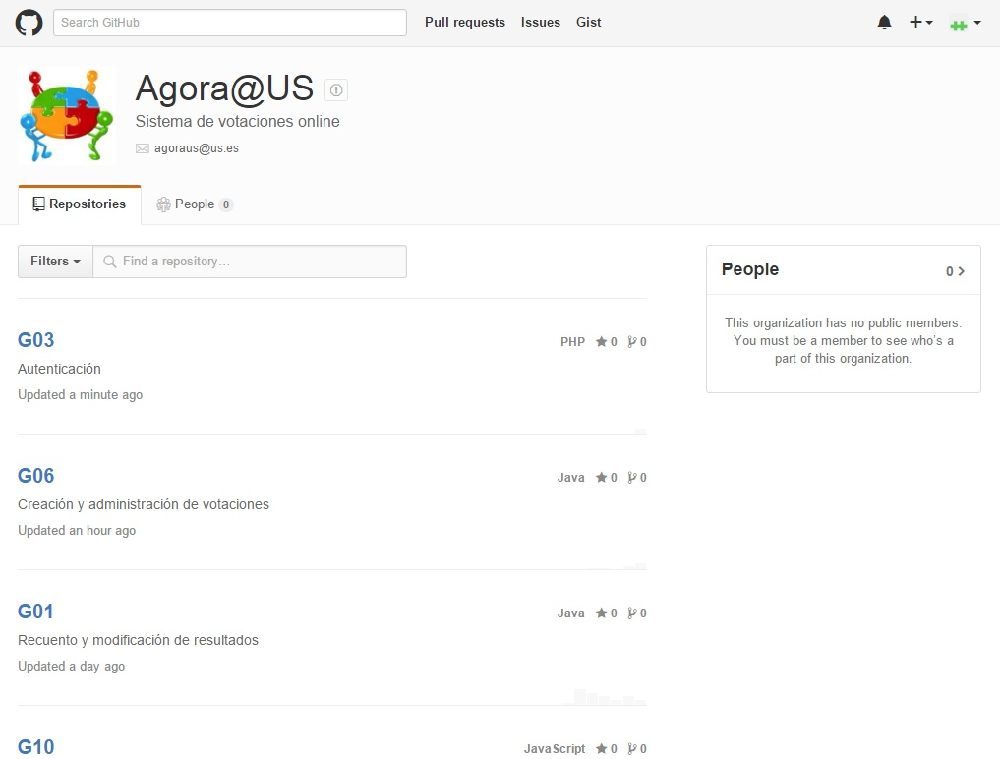 Search GitHub Pull requests Issues Gist
Agora@US
Sistema de votaciones online
agoraus@us.es
Repositories People 0
Filters Find a repository…
People 0
This organization has no public members.
You must be a member to see who's a
part of this organization.
G03 PHP 0 0
Autenticación
Updated a minute ago
G06 Java 0 0
Creación y administración de votaciones
Updated an hour ago
G01 Java 0 0
Recuento y modificación de resultados
Updated a day ago
G10 JavaScript 0 0